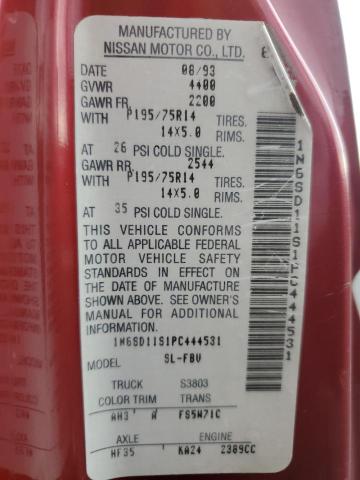 MANUFACTURED BY
NISSAN MOTOR CO., LTD.
DATE 08/93
GVWR 4400
GAWR FR. 2200
WITH P195/75R14 TIRES.
14X5.0 RIMS.
AT 26 PSI COLD SINGLE.
GAWR RR. 2544
WITH P195/75R14 TIRES.
14X5.0 RIMS.
AT 35 PSI COLD SINGLE.
THIS VEHICLE CONFORMS
TO ALL APPLICABLE FEDERAL
MOTOR VEHICLE SAFETY
STANDARDS IN EFFECT ON
THE DATE OF MANUFACTURE
SHOWN ABOVE. SEE OWNER'S
MANUAL FOR ADDITIONAL
INFORMATION.
1N6SD11S1PC444531
MODEL: SL-FBV
TRUCK S3803
COLOR TRIM TRANS
AH3 W FS5W71C
AXLE ENGINE
HF35 KA24 2389CC
1N6SD11S1PC444531